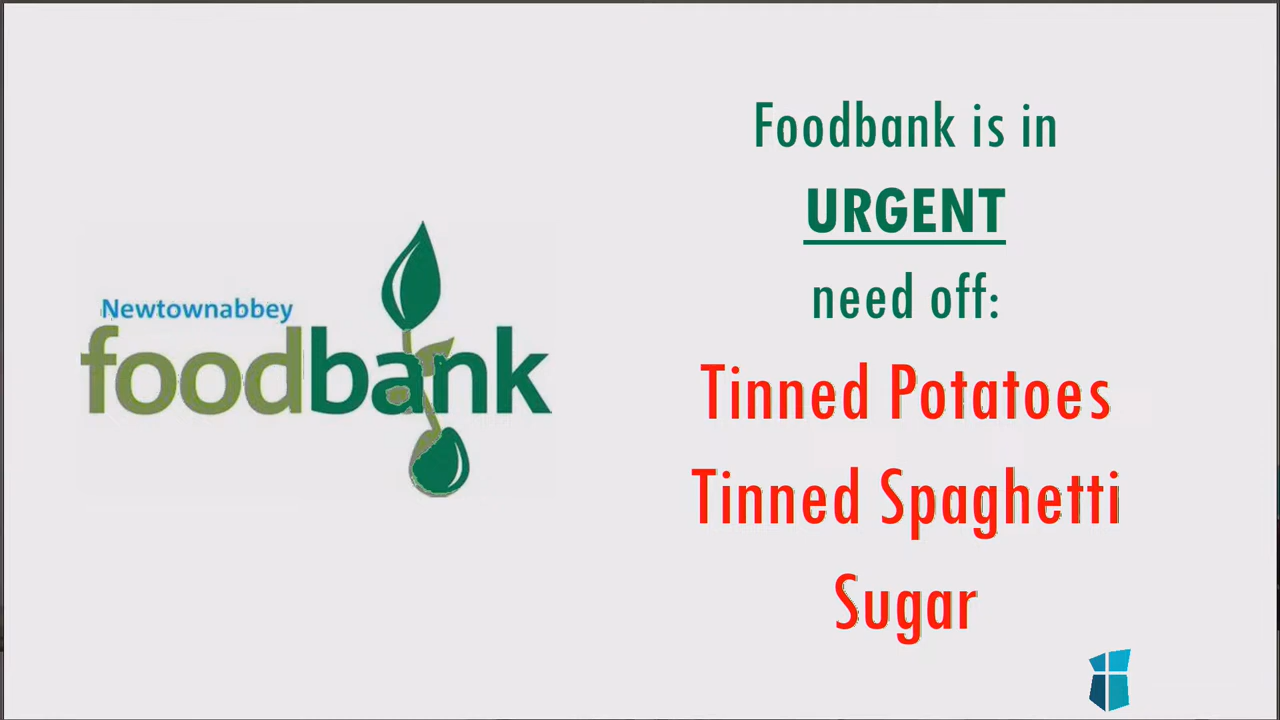 Newtownabbey
foodbank
Foodbank is in
URGENT
need off:
Tinned Potatoes
Tinned Spaghetti
Sugar